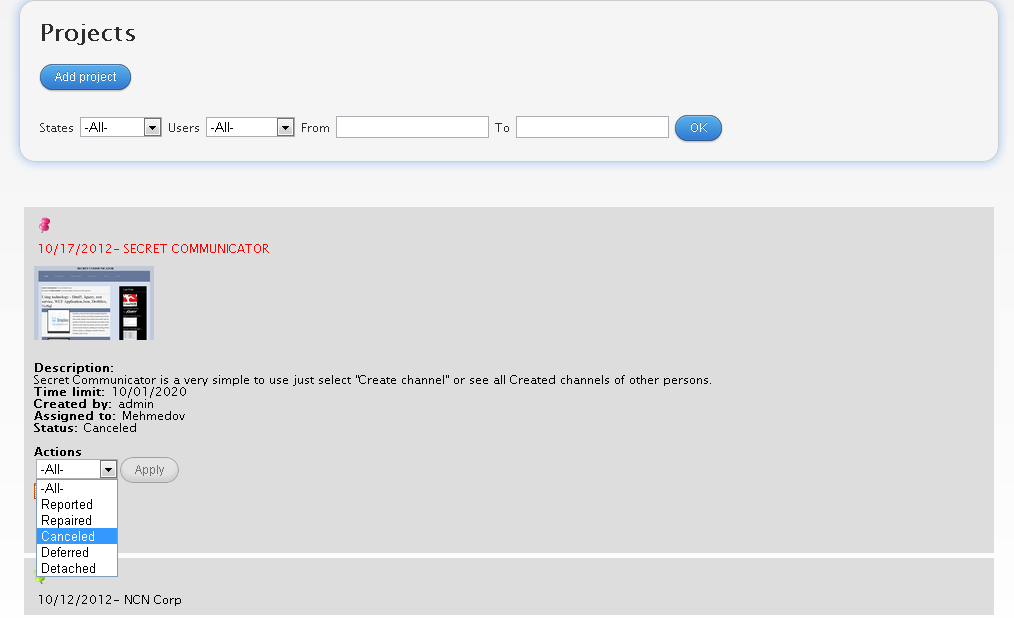 Projects
Add project
States -All- Users -All- From To OK
10/17/2012- SECRET COMMUNICATOR
SECRET COMMUNICATOR
Description:
Secret Communicator is a very simple to use just select "Create channel" or see all Created channels of other persons.
Time limit: 10/01/2020
Created by: admin
Assigned to: Mehmedov
Status: Canceled
Actions
-All- Apply
-All-
Reported
Repaired
Canceled
Deferred
Detached
10/12/2012- NCN Corp